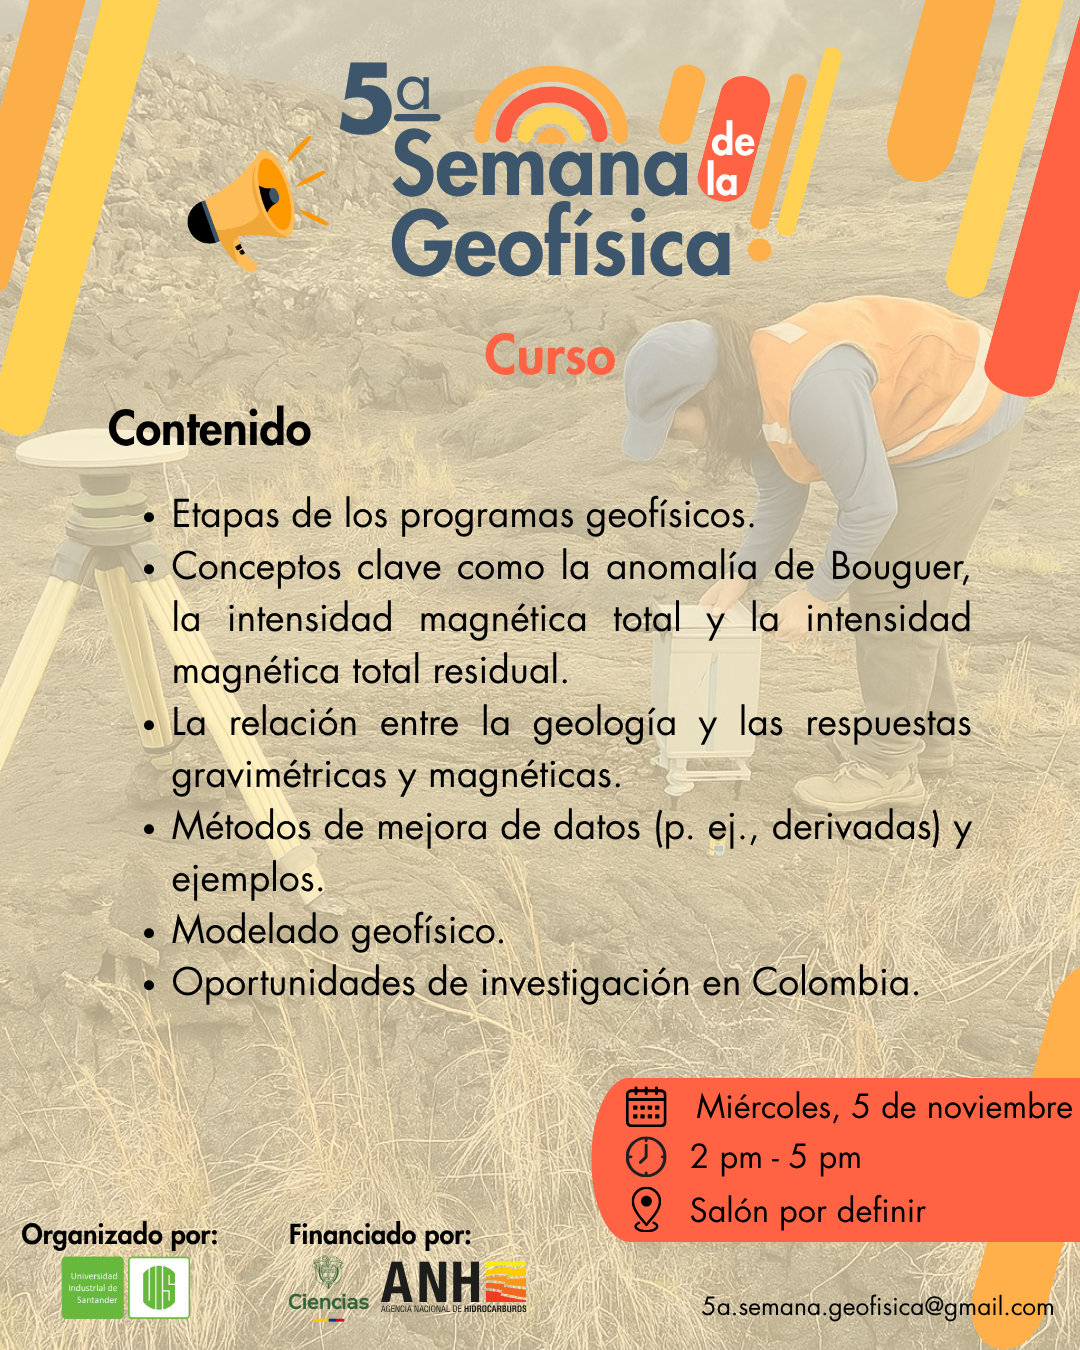 5ª
Semana de
la
Geofísica
Curso
Contenido
• Etapas de los programas geofísicos.
• Conceptos clave como la anomalía de Bouguer,
la intensidad magnética total y la intensidad
magnética total residual.
• La relación entre la geología y las respuestas
gravimétricas y magnéticas.
• Métodos de mejora de datos (p. ej., derivadas) y
ejemplos.
• Modelado geofísico.
• Oportunidades de investigación en Colombia.
Miércoles, 5 de noviembre
2 pm - 5 pm
Salón por definir
Organizado por:
Universidad
Industrial de
Santander
UIS
Financiado por:
Ciencias
ANH
AGENCIA NACIONAL DE HIDROCARBUROS
5a.semana.geofisica@gmail.com